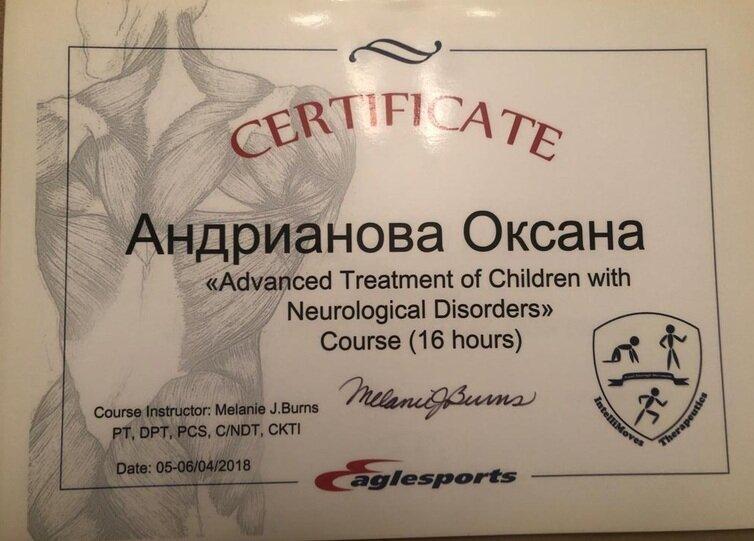 CERTIFICATE
Андрианова Оксана
«Advanced Treatment of Children with
Neurological Disorders»
Course (16 hours)
Course Instructor: Melanie J.Burns
PT, DPT, PCS, C/NDT, CKTI
Date: 05-06/04/2018
MelanieJBurns
IntelliMoves Therapeutics
Eaglesports